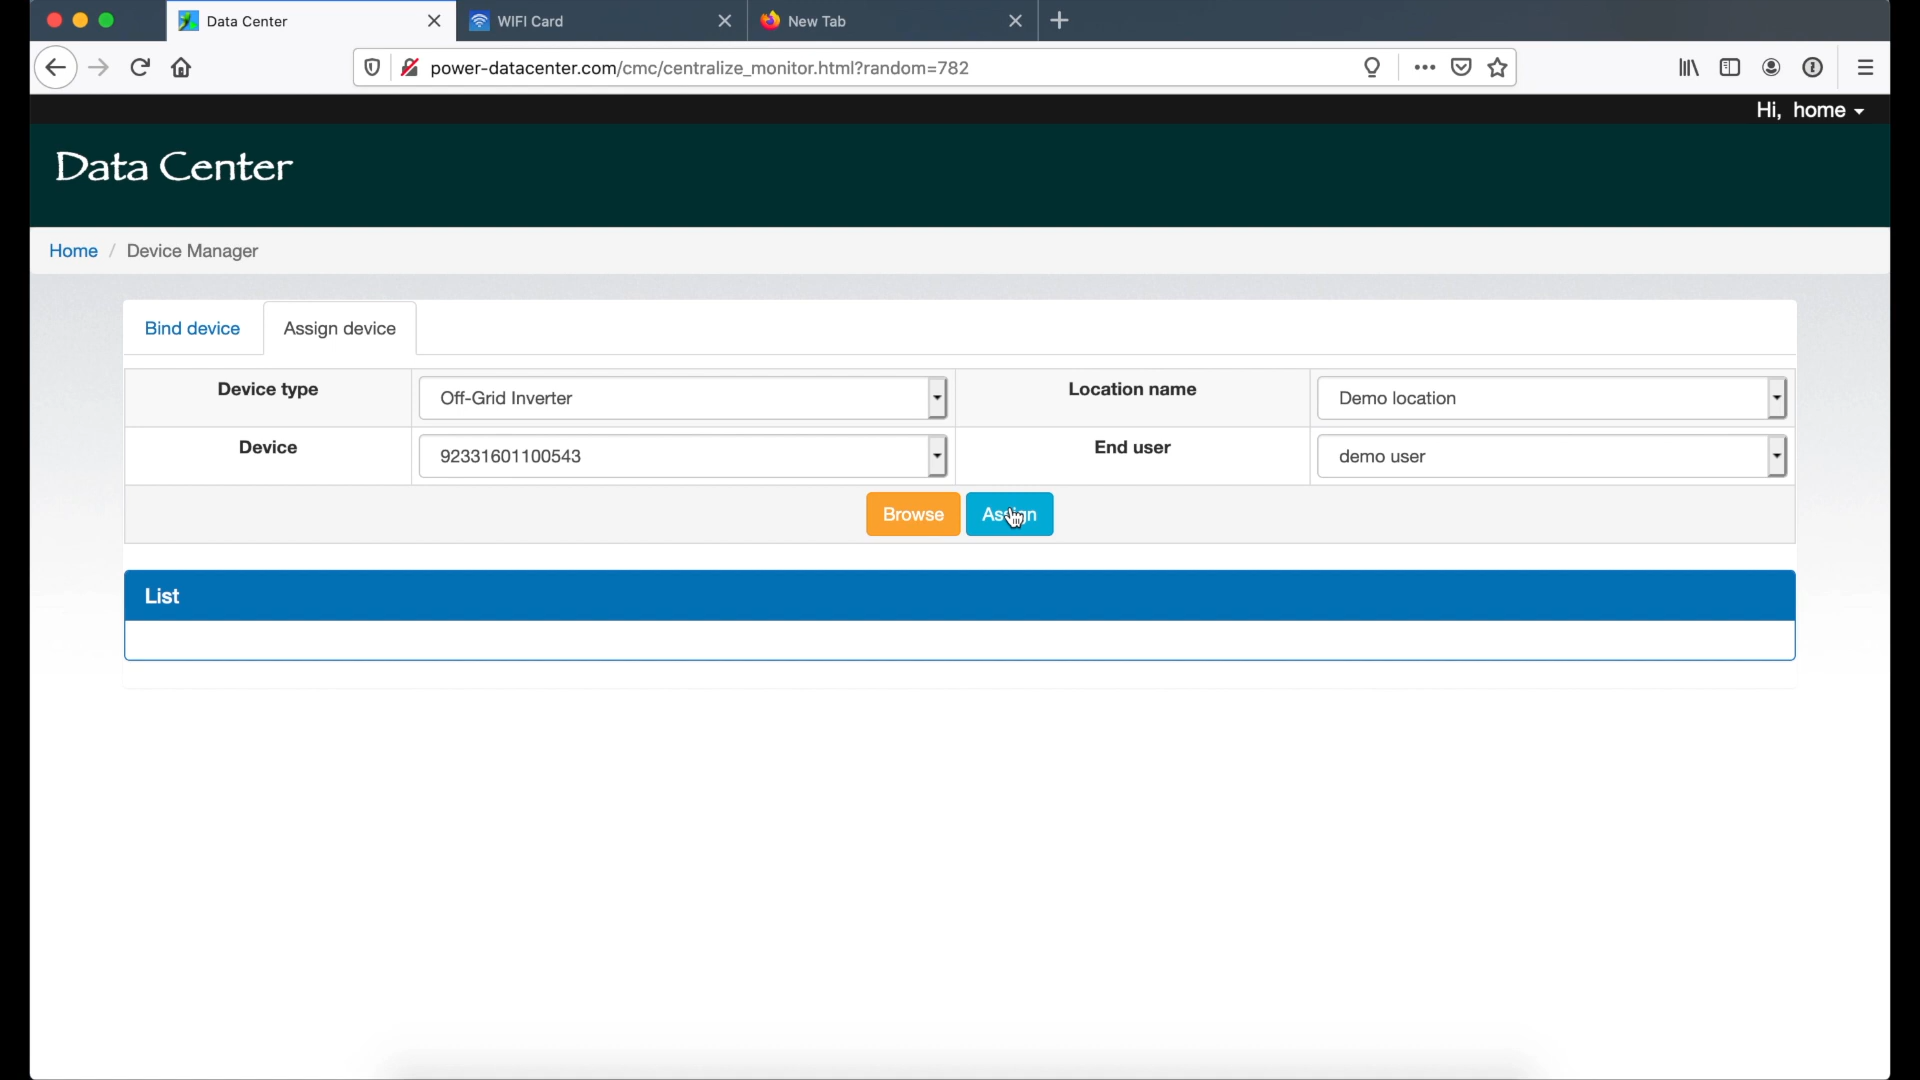 Data Center
WIFI Card
New Tab
power-datacenter.com/cmc/centralize_monitor.html?random=782
Hi, home
Data Center
Home / Device Manager
Bind device
Assign device
Device type
Off-Grid Inverter
Location name
Demo location
Device
92331601100543
End user
demo user
Browse
Assign
List